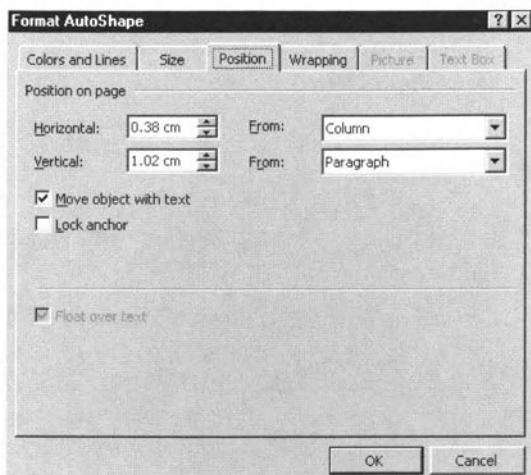 Format AutoShape
Colors and Lines Size Position Wrapping Picture Text Box
Position on page
Horizontal: 0.38 cm From: Column
Vertical: 1.02 cm From: Paragraph
Move object with text
Lock anchor
Float over text
OK Cancel